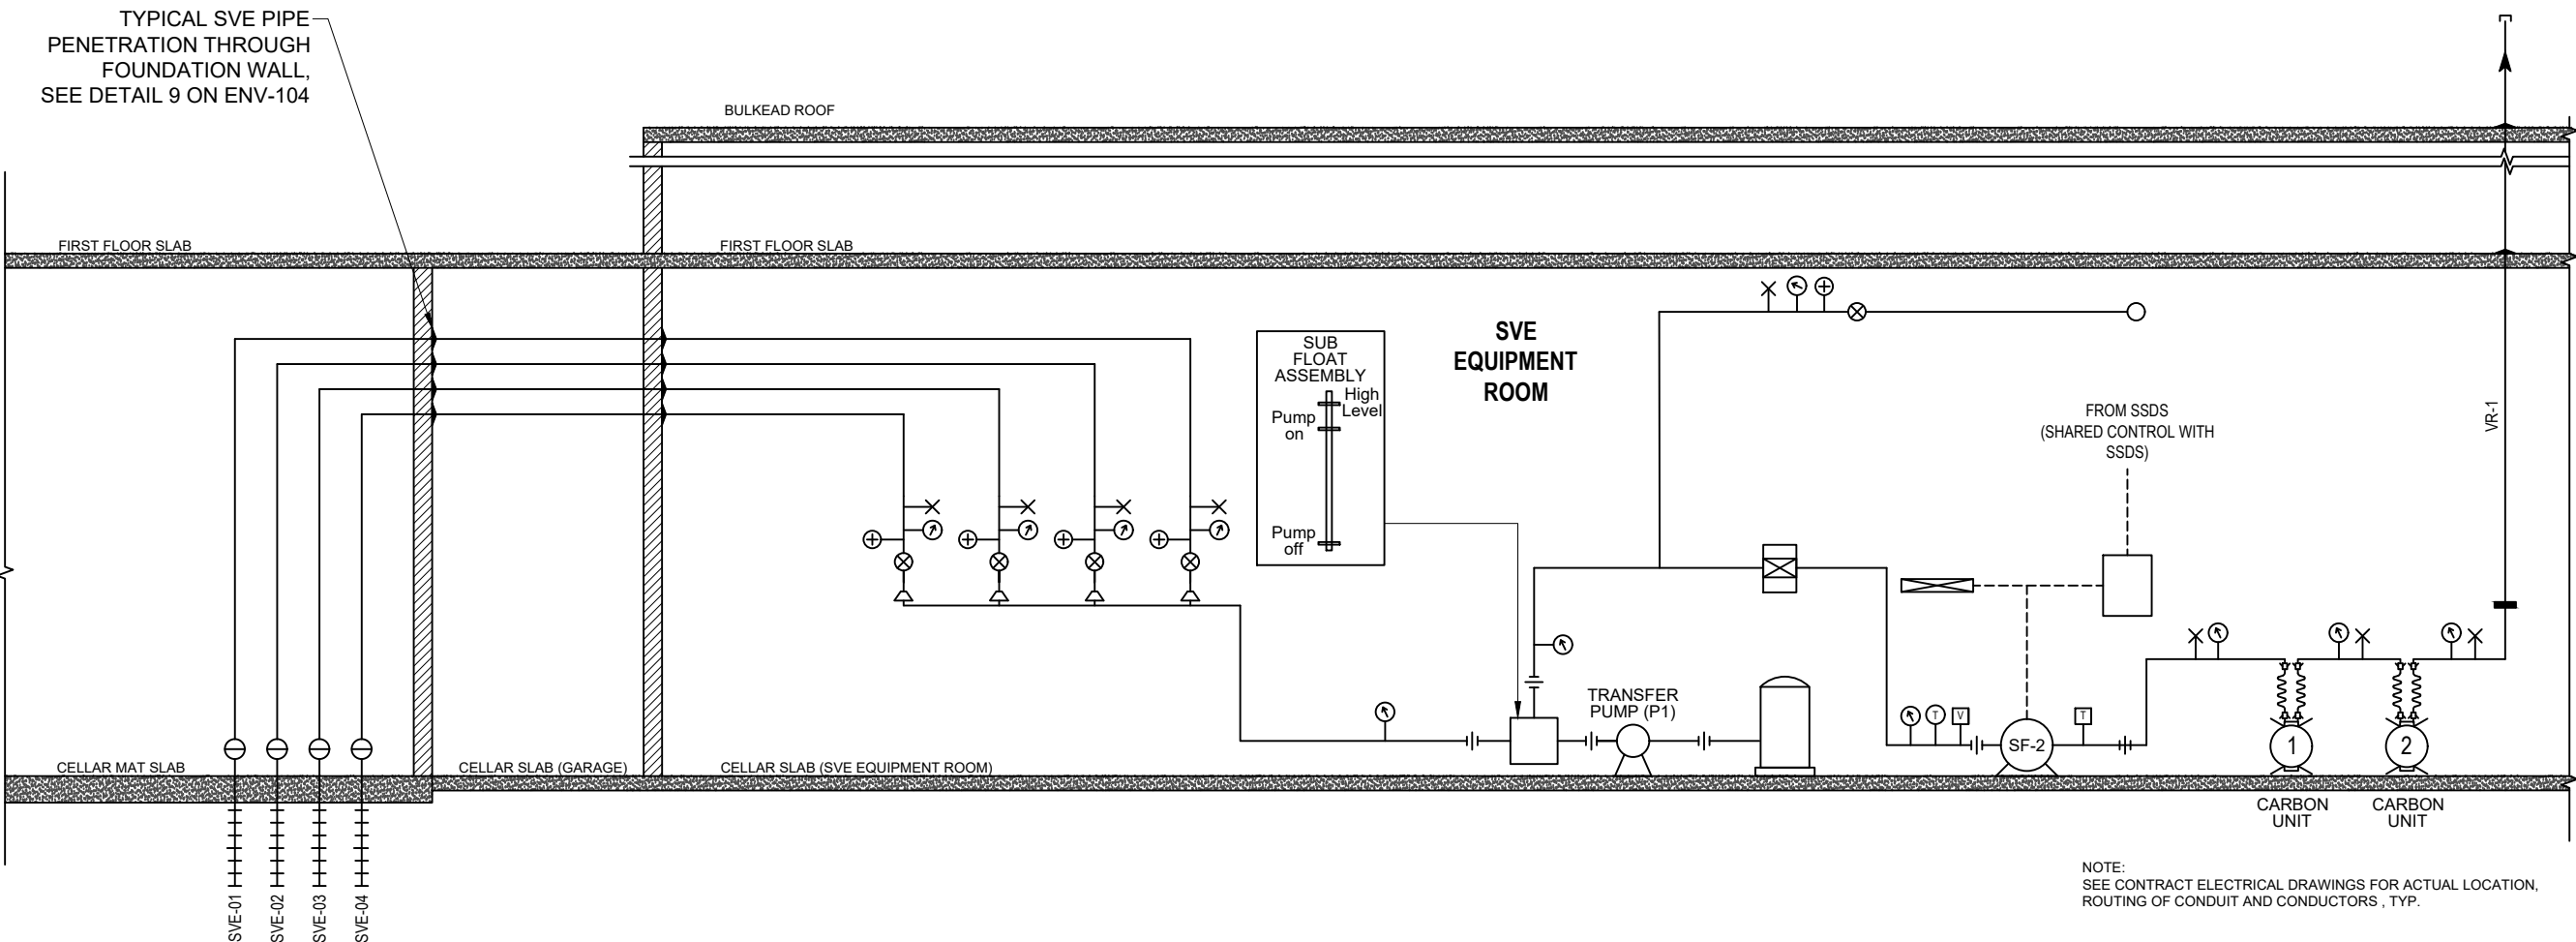 TYPICAL SVE PIPE
PENETRATION THROUGH
FOUNDATION WALL,
SEE DETAIL 9 ON ENV-104
BULKEAD ROOF
FIRST FLOOR SLAB
FIRST FLOOR SLAB
SUB
FLOAT
ASSEMBLY
High
Level
Pump
on
Pump
off
SVE
EQUIPMENT
ROOM
FROM SSDS
(SHARED CONTROL WITH
SSDS)
VR-1
TRANSFER
PUMP (P1)
T
V
SF-2
T
1
2
CELLAR MAT SLAB
CELLAR SLAB (GARAGE)
CELLAR SLAB (SVE EQUIPMENT ROOM)
CARBON
UNIT
CARBON
UNIT
SVE-01
SVE-02
SVE-03
SVE-04
NOTE:
SEE CONTRACT ELECTRICAL DRAWINGS FOR ACTUAL LOCATION,
ROUTING OF CONDUIT AND CONDUCTORS , TYP.